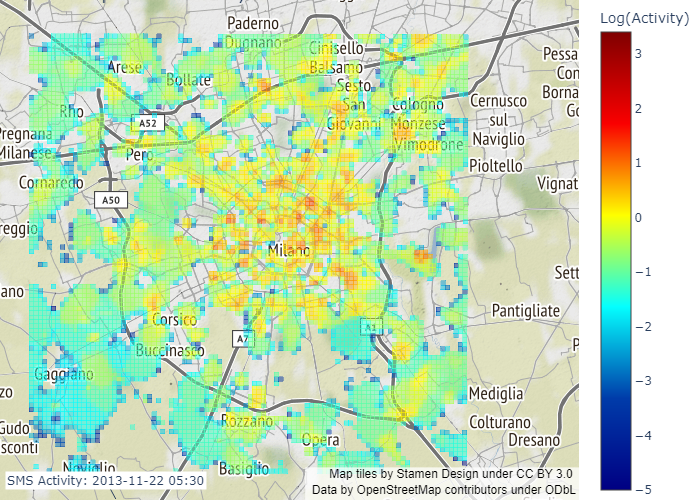 Log(Activity)
3
2
1
0
−1
−2
−3
−4
−5
Paderno
Dugnano
Cinisello
Balsamo
Arese
Bollate
Sesto
San
Giovanni
Cologno
Monzese
Vimodrone
Cernusco
sul
Naviglio
Pessa
Con
Borna
Go
Rho
A52
Pregnana
Milanese
Pero
Pioltello
Cornaredo
A50
Vignat
reggio
Milano
Sett
ano
Pantigliate
Corsico
A7
A1
Buccinasco
P
Gaggiano
zo
Mediglia
Gudo
sconti
Rozzano
Opera
Colturano
Dresano
Noviglio
Basiglio
SMS Activity: 2013-11-22 05:30
Map tiles by Stamen Design under CC BY 3.0
Data by OpenStreetMap contributors under ODbL